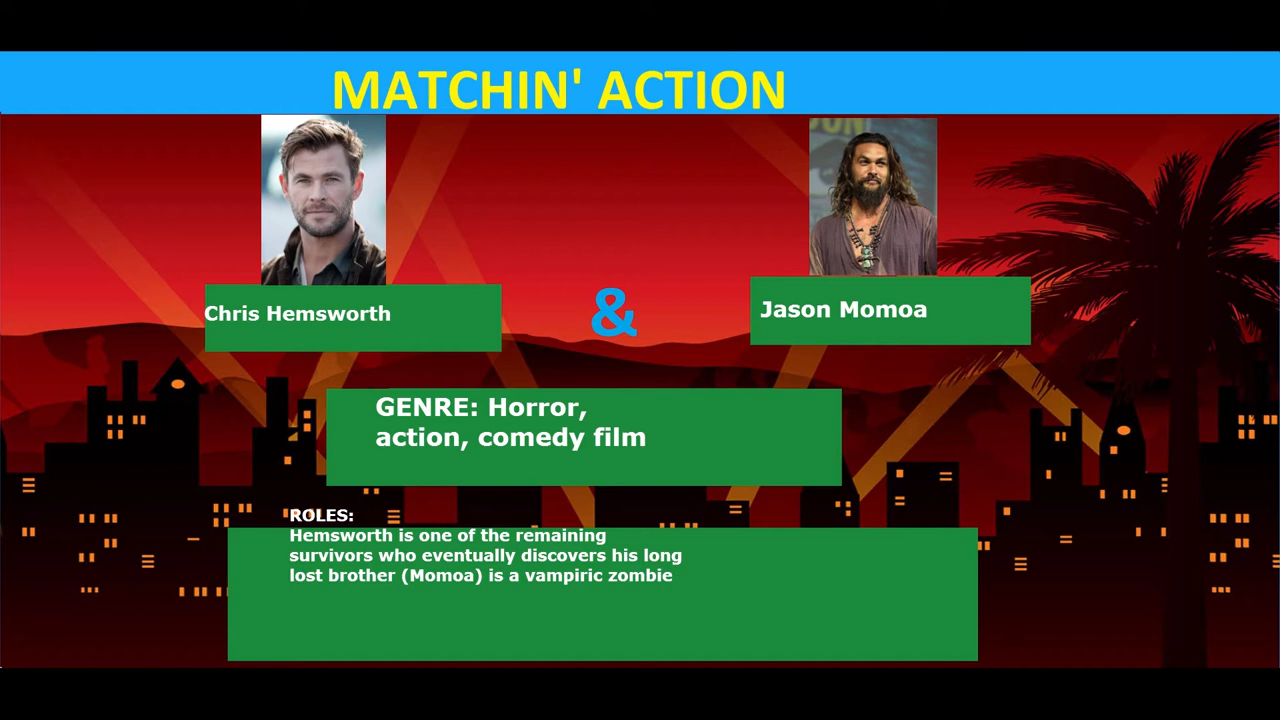 MATCHIN' ACTION
Chris Hemsworth
&
Jason Momoa
GENRE: Horror,
action, comedy film
ROLES:
Hemsworth is one of the remaining
survivors who eventually discovers his long
lost brother (Momoa) is a vampiric zombie